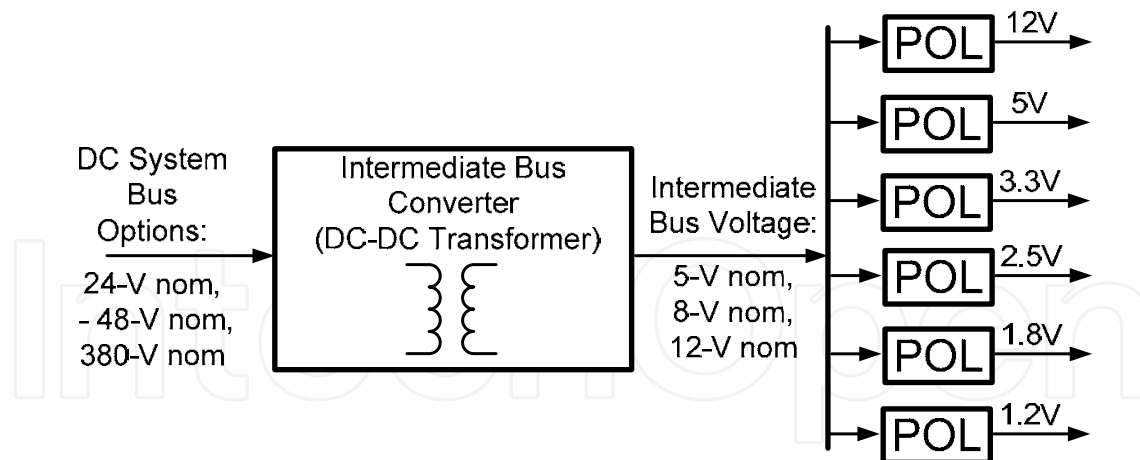 DC System
Bus
Options:
24-V nom,
-48-V nom,
380-V nom
Intermediate Bus
Converter
(DC-DC Transformer)
Intermediate
Bus Voltage:
5-V nom,
8-V nom,
12-V nom
POL 12V
POL 5V
POL 3.3V
POL 2.5V
POL 1.8V
POL 1.2V
IntechOpen